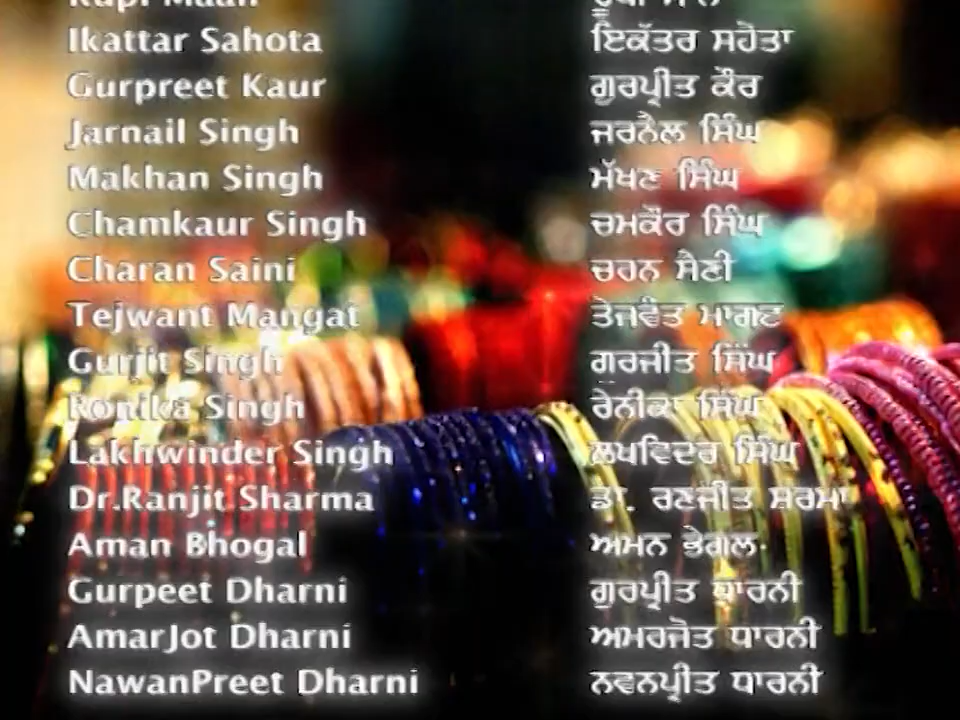 Ikattar Sahota ਇਕੱਤਰ ਸਹੋਤਾ
Gurpreet Kaur ਗੁਰਪ੍ਰੀਤ ਕੌਰ
Jarnail Singh ਜਰਨੈਲ ਸਿੰਘ
Makhan Singh ਮੱਖਣ ਸਿੰਘ
Chamkaur Singh ਚਮਕੌਰ ਸਿੰਘ
Charan Saini ਚਰਨ ਸੈਣੀ
Tejwant Mangat ਤੇਜਵੰਤ ਮਾਗਣ
Gurjit Singh ਗੁਰਜੀਤ ਸਿੰਘ
Ronika Singh ਰੋਨੀਕਾ ਸਿੰਘ
Lakhwinder Singh ਲਖਵਿਦਰ ਸਿੰਘ
Dr.Ranjit Sharma ਡਾ. ਰਣਜੀਤ ਸ਼ਰਮਾ
Aman Bhogal ਅਮਨ ਭੋਗਲ
Gurpeet Dharni ਗੁਰਪ੍ਰੀਤ ਧਾਰਨੀ
AmarJot Dharni ਅਮਰਜੋਤ ਧਾਰਨੀ
NawanPreet Dharni ਨਵਨਪ੍ਰੀਤ ਧਾਰਨੀ